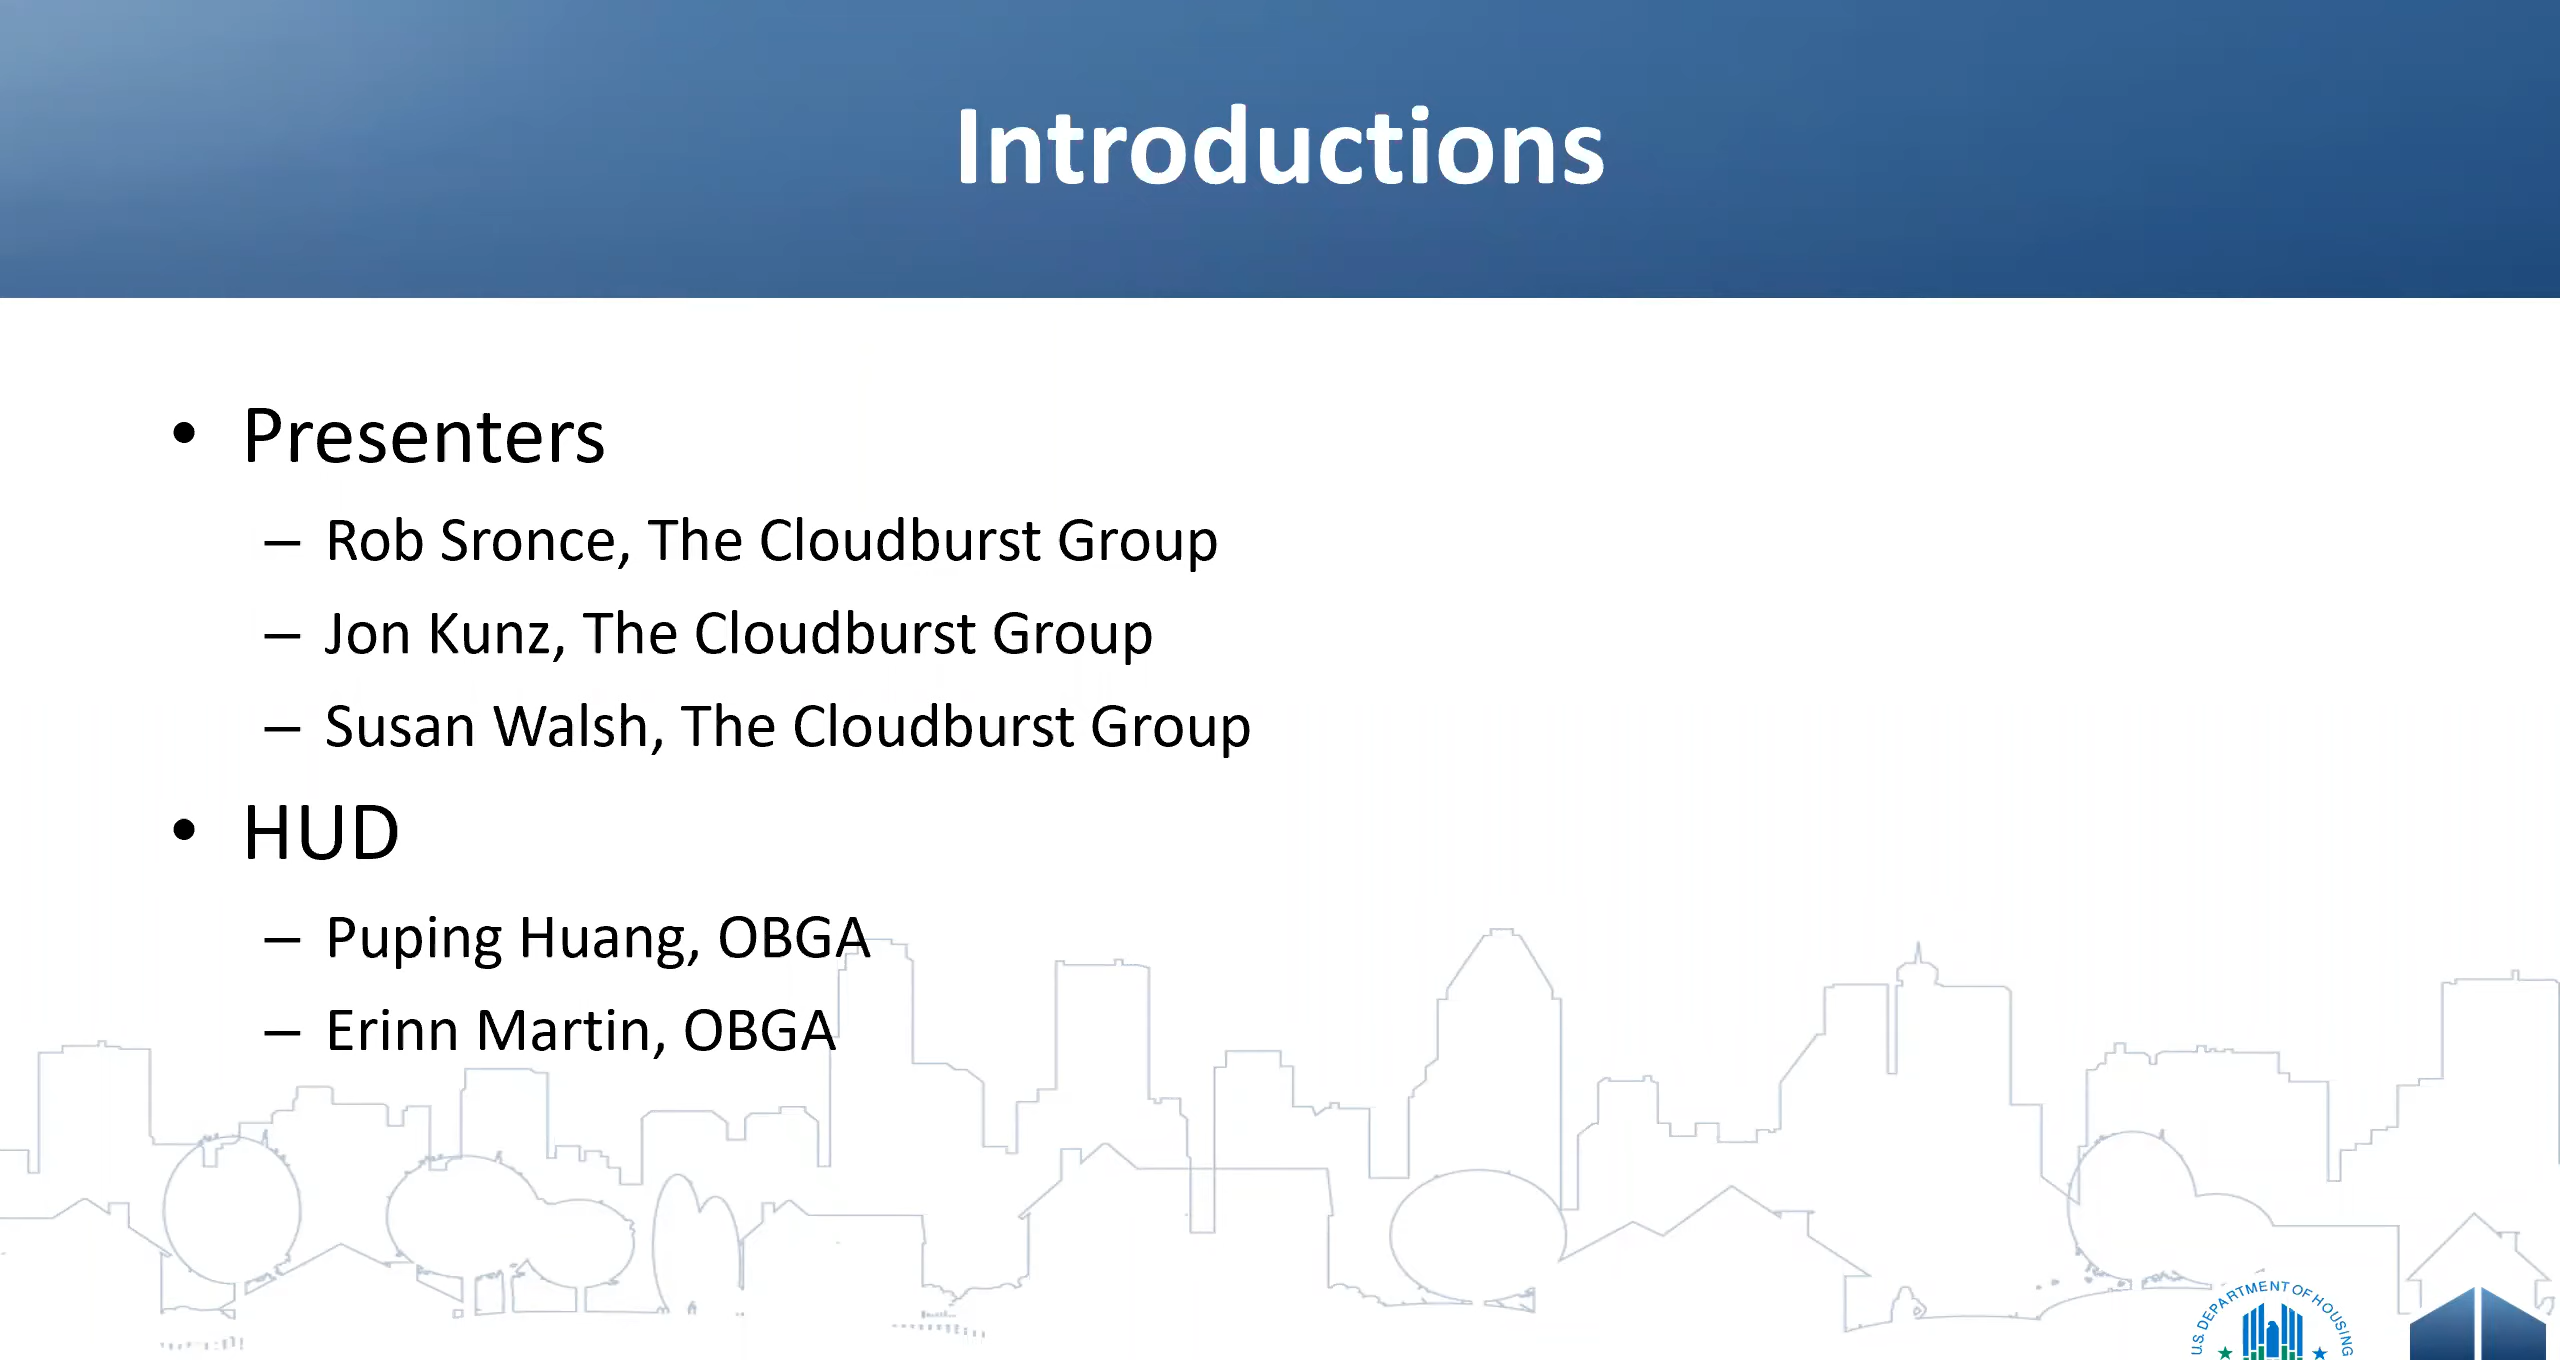 Introductions
• Presenters
– Rob Sronce, The Cloudburst Group
– Jon Kunz, The Cloudburst Group
– Susan Walsh, The Cloudburst Group
• HUD
– Puping Huang, OBGA
– Erinn Martin, OBGA
U.S. DEPARTMENT OF HOUSING